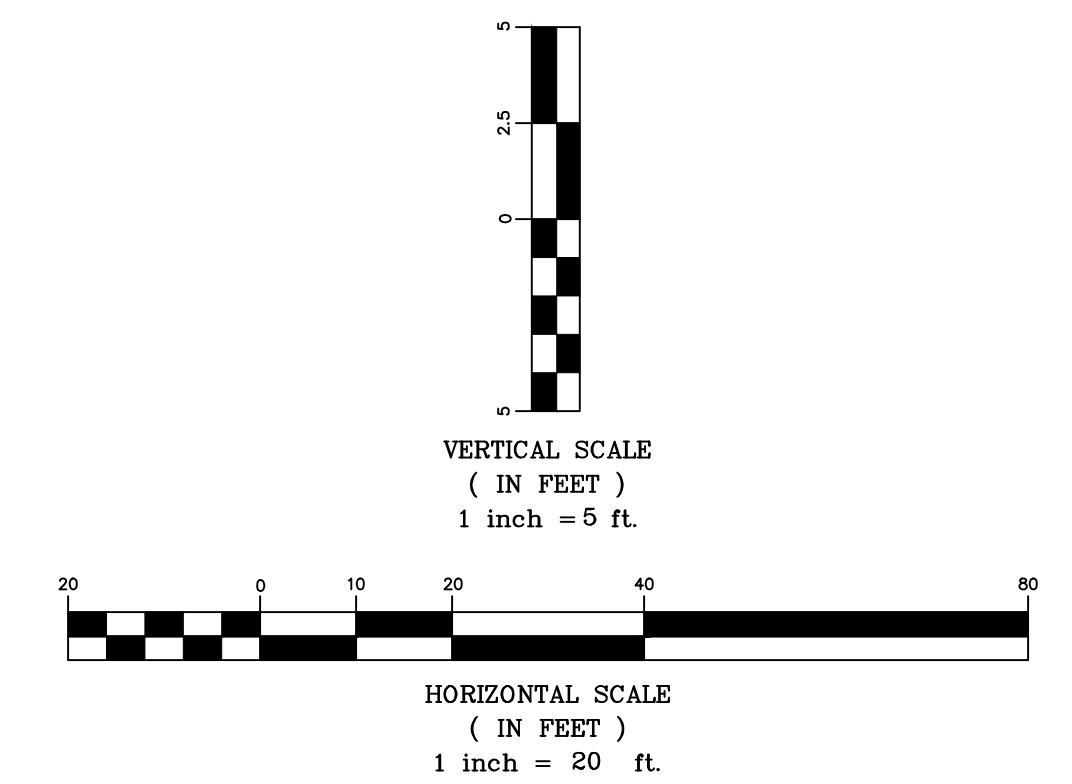 5
2.5
0
5
VERTICAL SCALE
( IN FEET )
1 inch = 5 ft.
20 0 10 20 40 80
HORIZONTAL SCALE
( IN FEET )
1 inch = 20 ft.